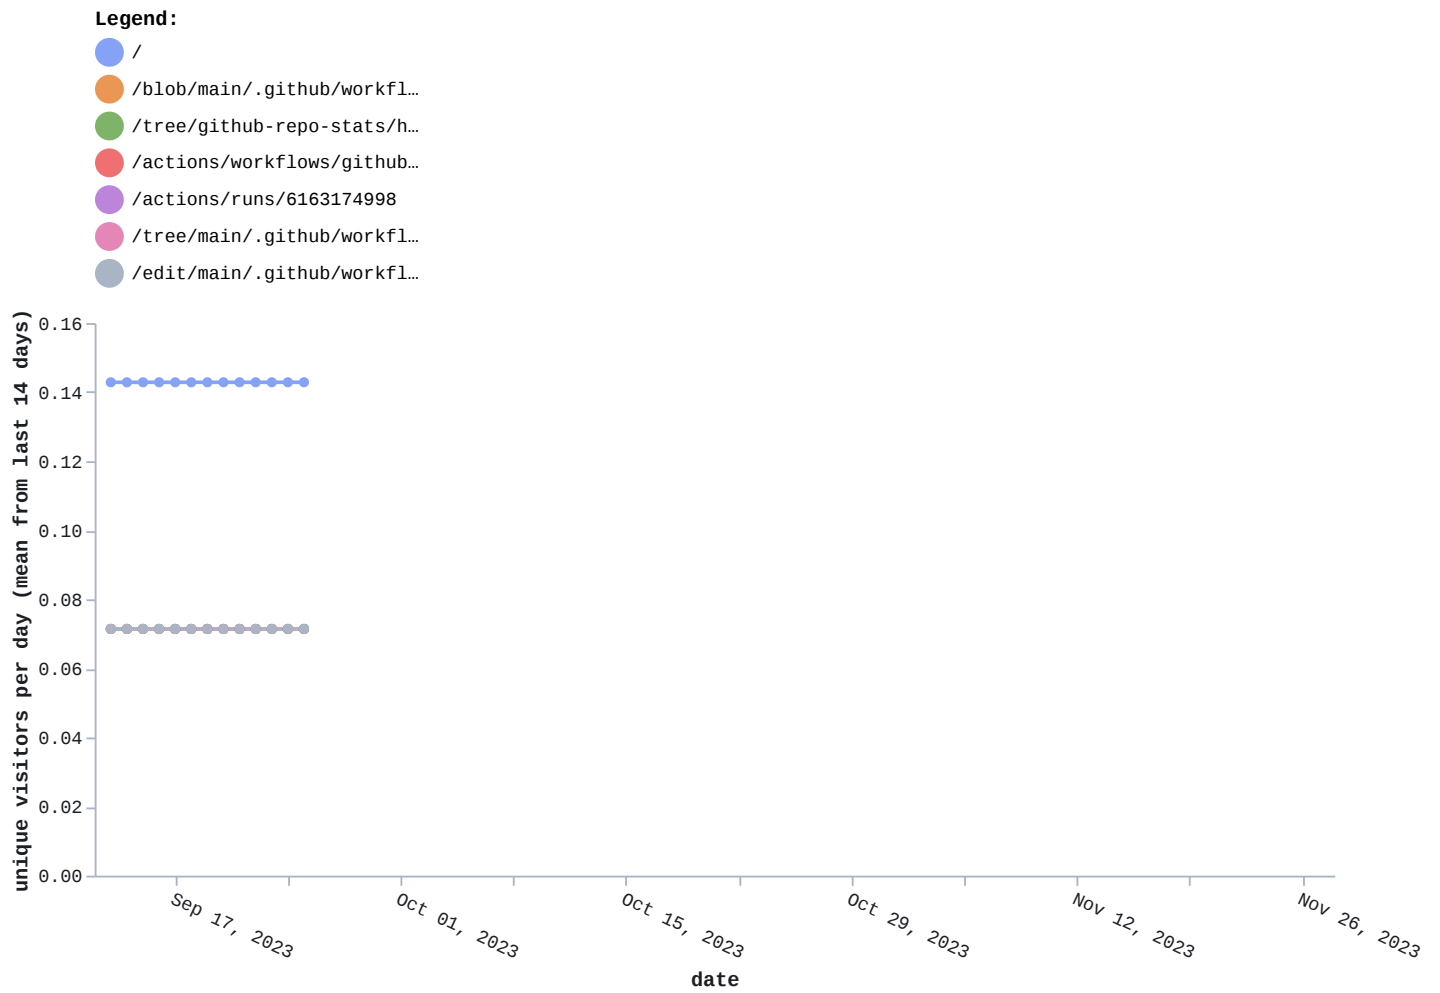 Legend:
/
/blob/main/.github/workfl…
/tree/github-repo-stats/h…
/actions/workflows/github…
/actions/runs/6163174998
/tree/main/.github/workfl…
/edit/main/.github/workfl…
unique visitors per day (mean from last 14 days)
0.16
0.14
0.12
0.10
0.08
0.06
0.04
0.02
0.00
Sep 17, 2023
Oct 01, 2023
Oct 15, 2023
Oct 29, 2023
Nov 12, 2023
Nov 26, 2023
date